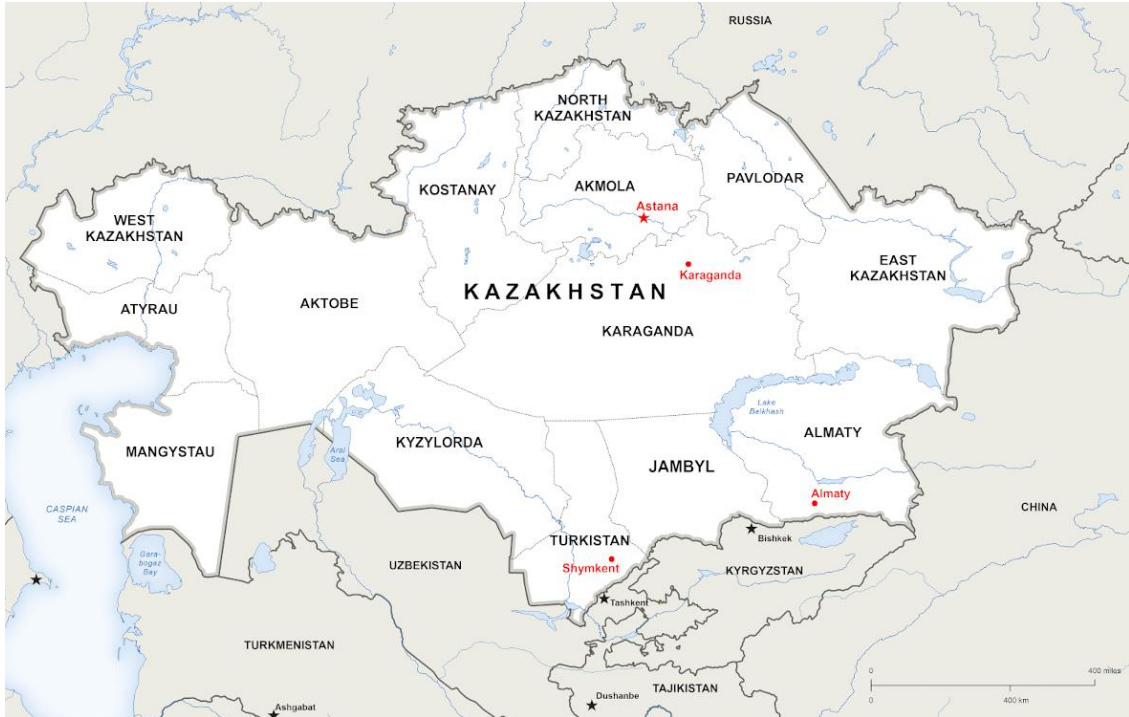 RUSSIA
NORTH
KAZAKHSTAN
KOSTANAY
AKMOLA
PAVLODAR
Astana
WEST
KAZAKHSTAN
EAST
KAZAKHSTAN
Karaganda
KAZAKHSTAN
ATYRAU
AKTOBE
KARAGANDA
Lake
Belkhash
MANGYSTAU
KYZYLORDA
Aral
Sea
JAMBYL
ALMATY
Almaty
CASPIAN
SEA
CHINA
TURKISTAN
Shymkent
Bishkek
Gara-
bogaz
Bay
UZBEKISTAN
KYRGYZSTAN
Tashkent
TURKMENISTAN
TAJIKISTAN
Dushanbe
Ashgabat
0 400 miles
0 400 km